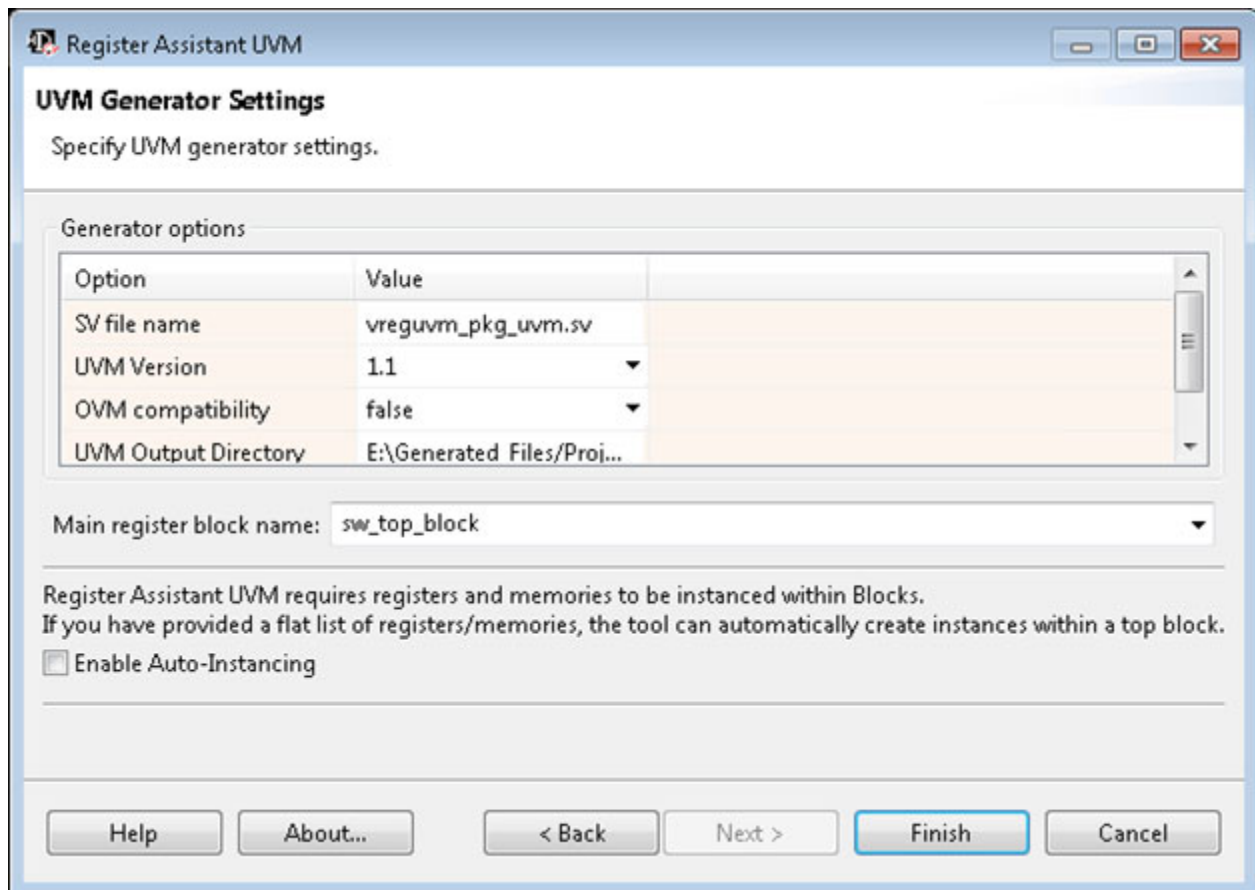 Register Assistant UVM
UVM Generator Settings
Specify UVM generator settings.
Generator options
Option Value
SV file name vreguvm_pkg_uvm.sv
UVM Version 1.1
OVM compatibility false
UVM Output Directory E:\Generated_Files/Proj...
Main register block name: sw_top_block
Register Assistant UVM requires registers and memories to be instanced within Blocks.
If you have provided a flat list of registers/memories, the tool can automatically create instances within a top block.
Enable Auto-Instancing
Help About... < Back Next > Finish Cancel